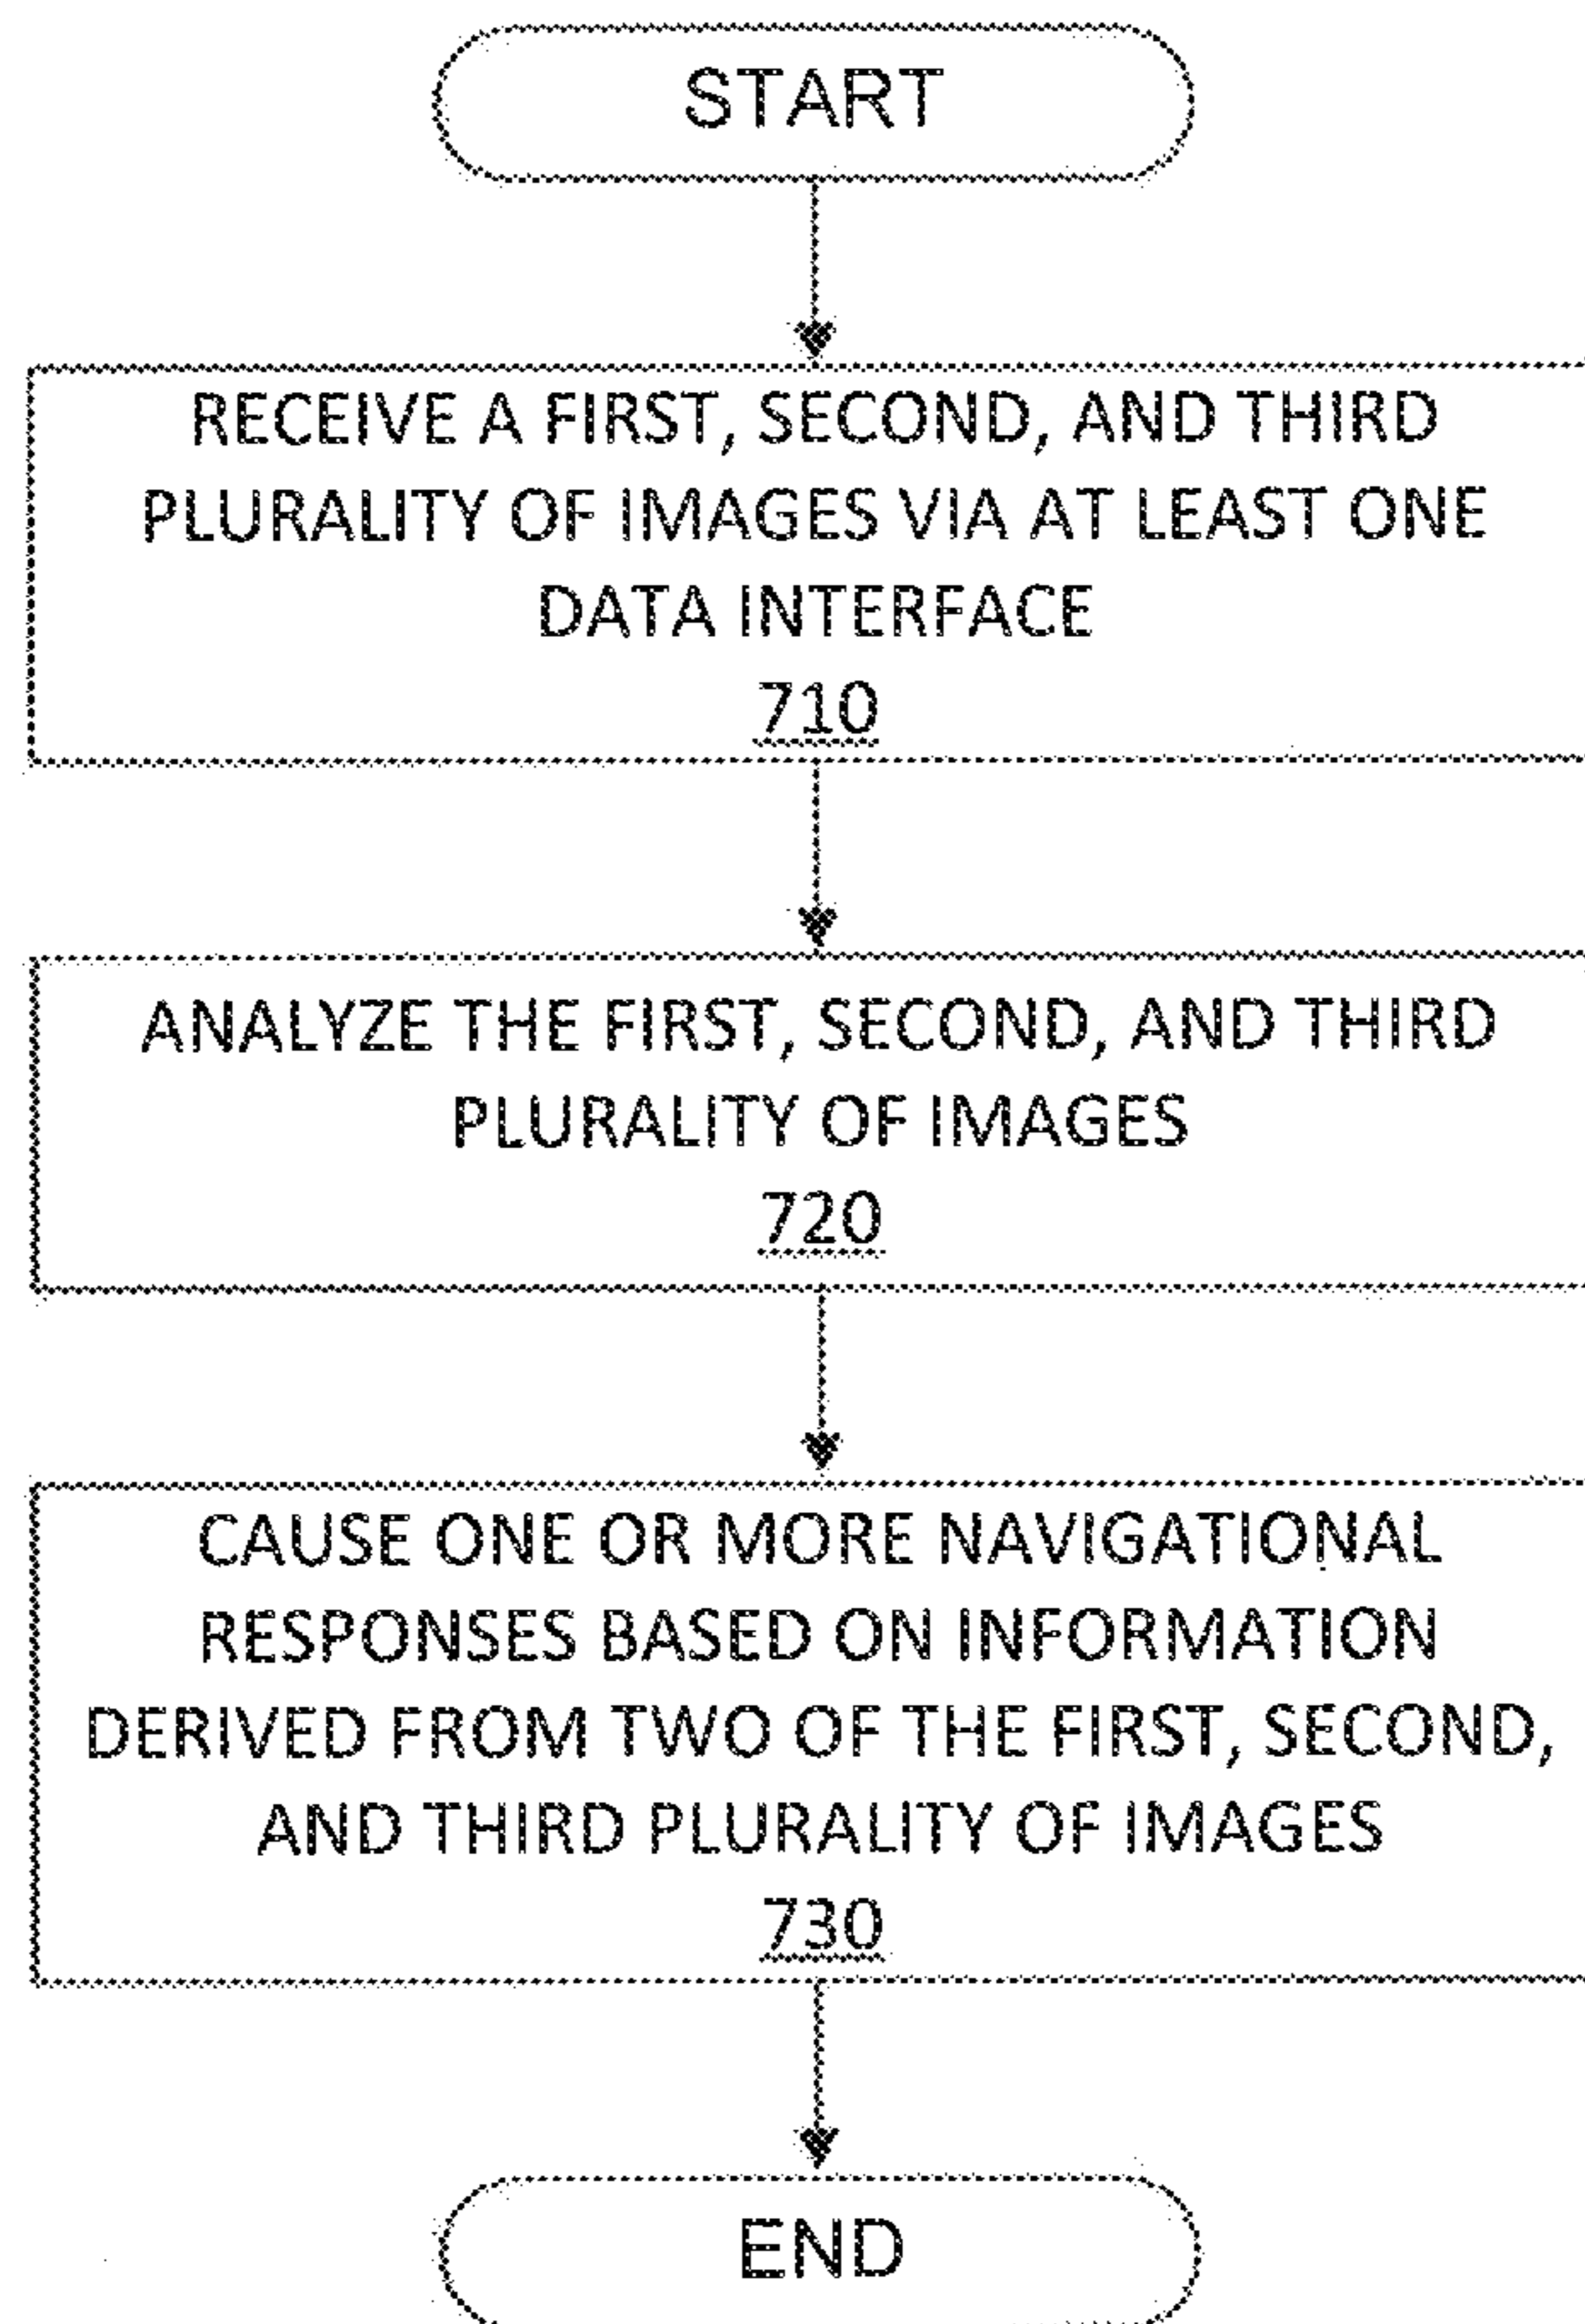 START
RECEIVE A FIRST, SECOND, AND THIRD
PLURALITY OF IMAGES VIA AT LEAST ONE
DATA INTERFACE
710
ANALYZE THE FIRST, SECOND, AND THIRD
PLURALITY OF IMAGES
720
CAUSE ONE OR MORE NAVIGATIONAL
RESPONSES BASED ON INFORMATION
DERIVED FROM TWO OF THE FIRST, SECOND,
AND THIRD PLURALITY OF IMAGES
730
END